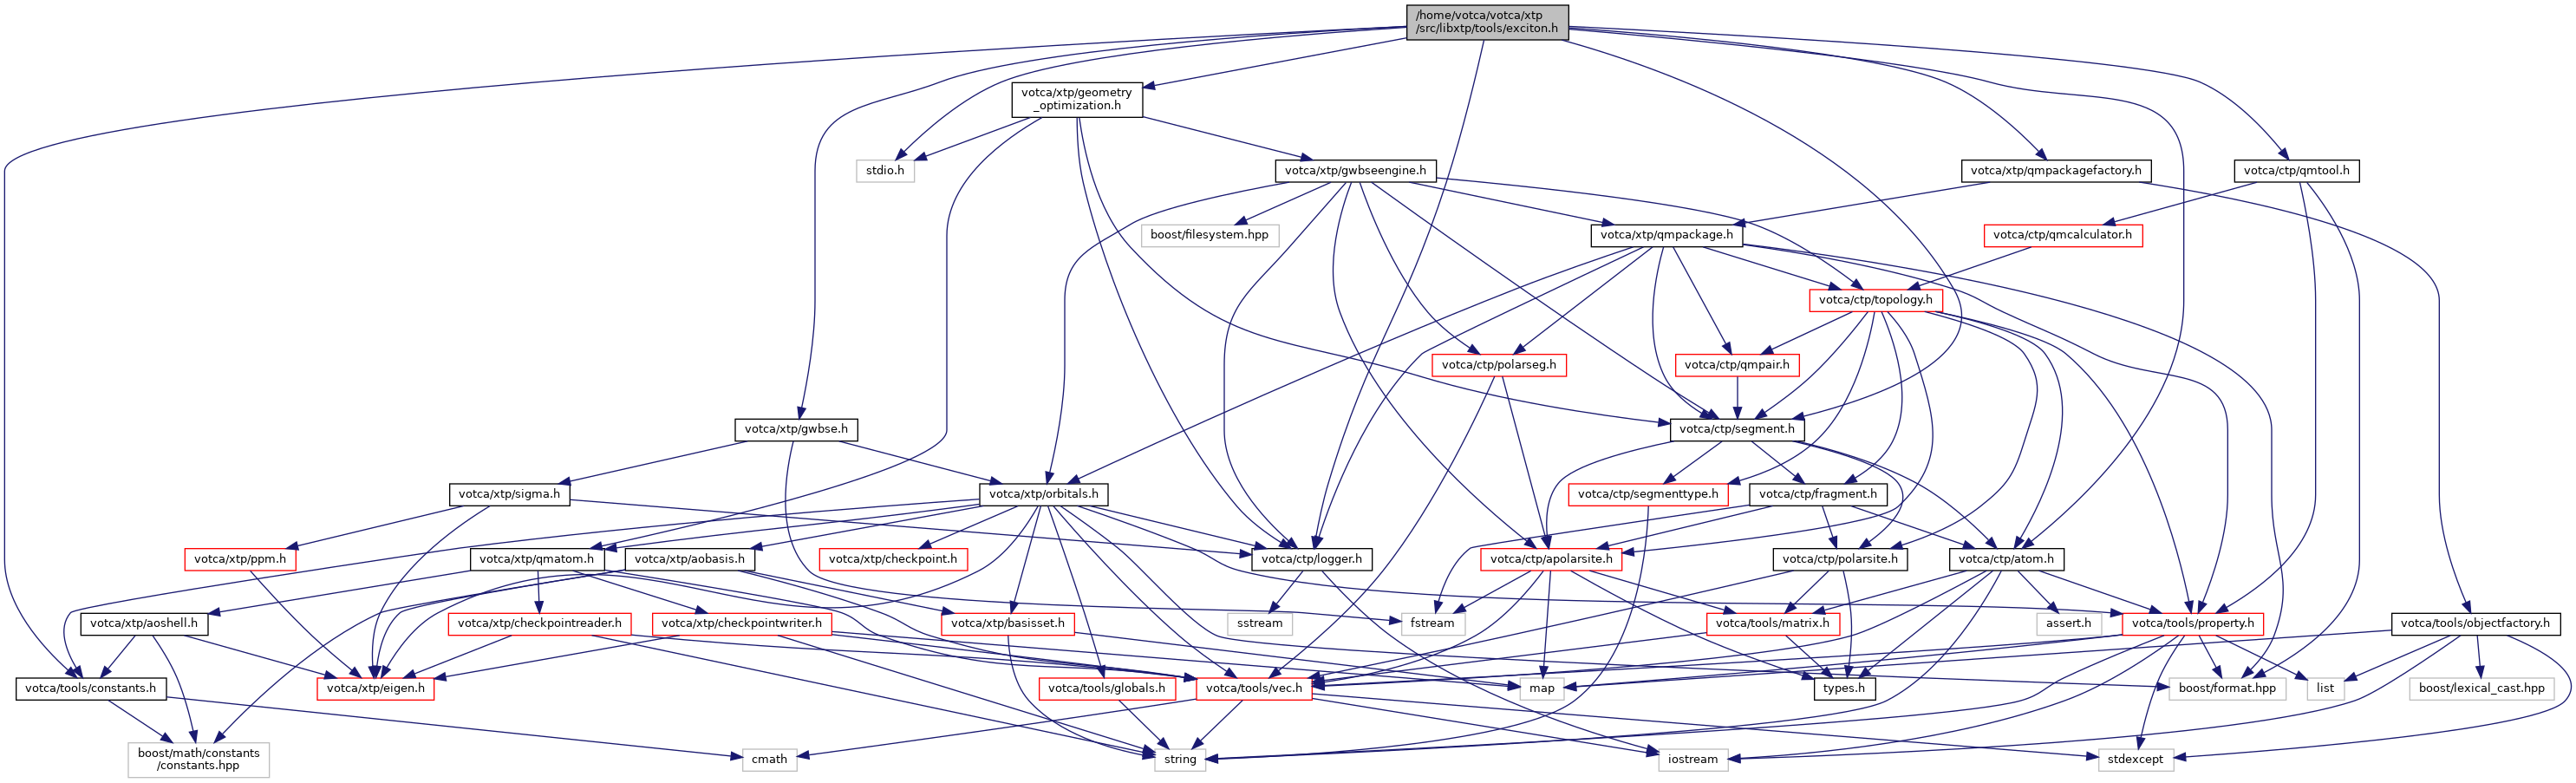 /home/votca/votca/xtp
/src/libxtp/tools/exciton.h
votca/xtp/geometry
_optimization.h
stdio.h
votca/xtp/gwbseengine.h
votca/xtp/qmpackagefactory.h
votca/ctp/qmtool.h
boost/filesystem.hpp
votca/xtp/qmpackage.h
votca/ctp/qmcalculator.h
votca/ctp/topology.h
votca/ctp/polarseg.h
votca/ctp/qmpair.h
votca/xtp/gwbse.h
votca/ctp/segment.h
votca/xtp/sigma.h
votca/xtp/orbitals.h
votca/ctp/segmenttype.h
votca/ctp/fragment.h
votca/xtp/ppm.h
votca/xtp/qmatom.h
votca/xtp/aobasis.h
votca/xtp/checkpoint.h
votca/ctp/logger.h
votca/ctp/apolarsite.h
votca/ctp/polarsite.h
votca/ctp/atom.h
votca/xtp/aoshell.h
votca/xtp/checkpointreader.h
votca/xtp/checkpointwriter.h
votca/xtp/basisset.h
sstream
fstream
votca/tools/matrix.h
assert.h
votca/tools/property.h
votca/tools/objectfactory.h
votca/tools/constants.h
votca/xtp/eigen.h
votca/tools/globals.h
votca/tools/vec.h
map
types.h
boost/format.hpp
list
boost/lexical_cast.hpp
boost/math/constants
/constants.hpp
cmath
string
iostream
stdexcept